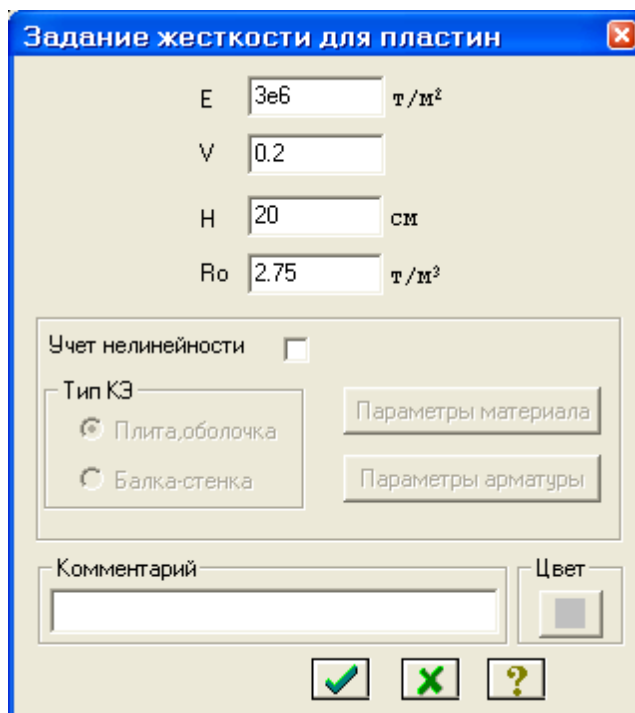 Задание жесткости для пластин
E 3e6 т/м²
V 0.2
H 20 см
Ro 2.75 т/м³
Учет нелинейности
Тип КЭ
Плита,оболочка
Балка-стенка
Параметры материала
Параметры арматуры
Комментарий
Цвет